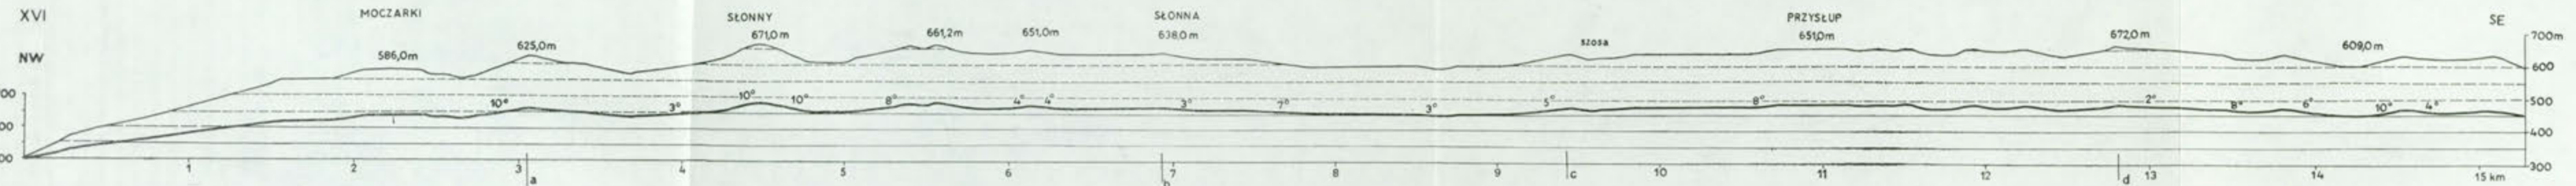 XVI MOCZARKI SŁONNY SŁONNA PRZYSŁUP SE
NW 586,0m 625,0m 671,0m 661,2m 651,0m 638,0m szosa 651,0m 672,0m 609,0m 700m
600
10° 3° 10° 10° 8° 4° 4° 3° 7° 3° 5° 8° 2° 8° 6° 10° 4° 500
400
300
1 2 3 4 5 6 7 8 9 10 11 12 13 14 15 km
a b c d